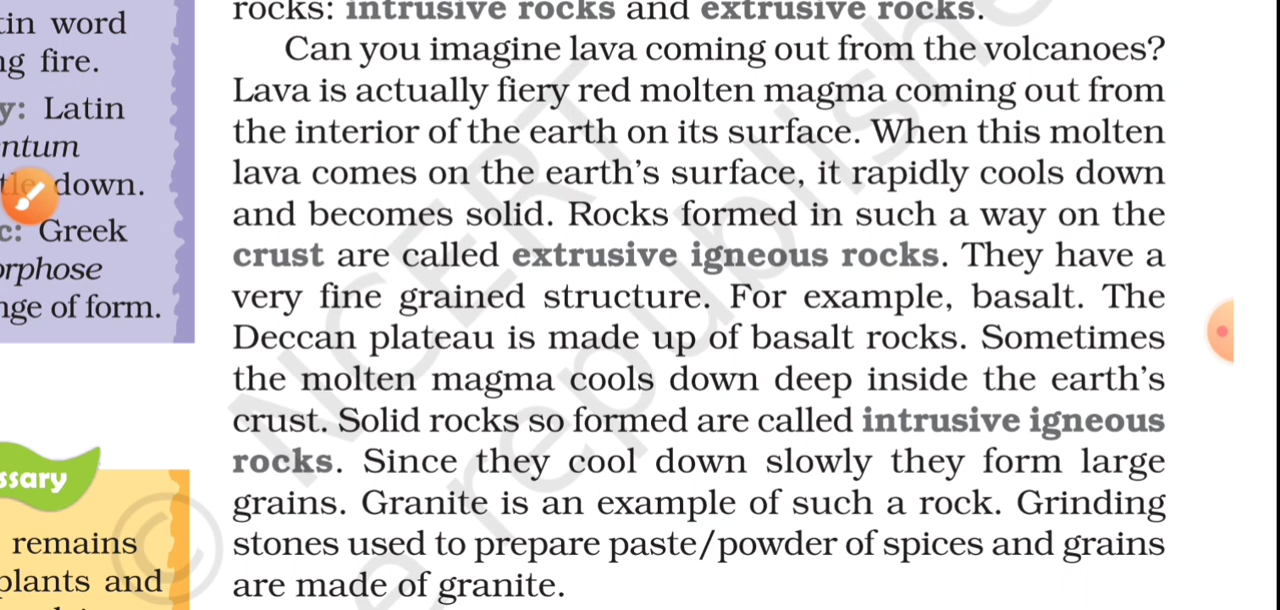 rocks: intrusive rocks and extrusive rocks.
Can you imagine lava coming out from the volcanoes?
Lava is actually fiery red molten magma coming out from
the interior of the earth on its surface. When this molten
lava comes on the earth's surface, it rapidly cools down
and becomes solid. Rocks formed in such a way on the
crust are called extrusive igneous rocks. They have a
very fine grained structure. For example, basalt. The
Deccan plateau is made up of basalt rocks. Sometimes
the molten magma cools down deep inside the earth's
crust. Solid rocks so formed are called intrusive igneous
rocks. Since they cool down slowly they form large
grains. Granite is an example of such a rock. Grinding
stones used to prepare paste/powder of spices and grains
are made of granite.
word
fire.
Latin
down.
Greek
of form.
remains
plants and
© NCERT